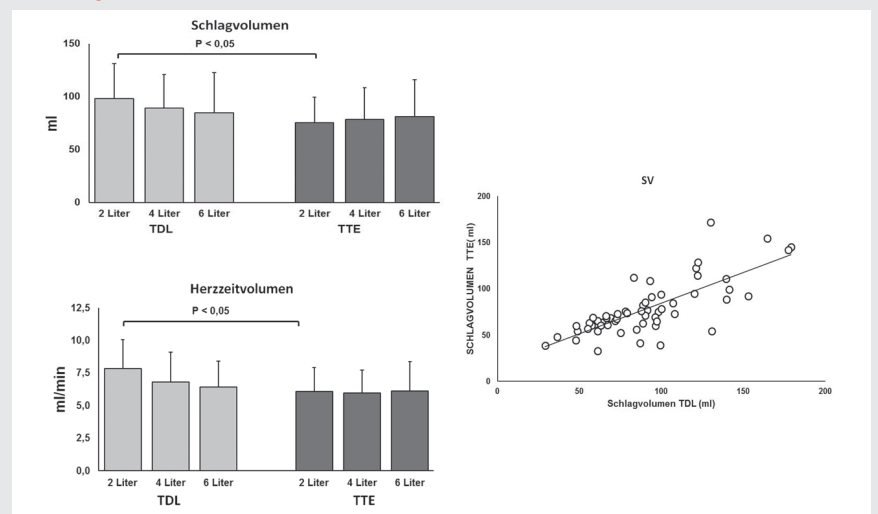 Schlagvolumen
P < 0,05
150
100
50
0
ml
2 Liter 4 Liter 6 Liter 2 Liter 4 Liter 6 Liter
TDL TTE
Herzzeitvolumen
P < 0,05
12,5
10,0
7,5
5,0
2,5
0,0
ml/min
2 Liter 4 Liter 6 Liter 2 Liter 4 Liter 6 Liter
TDL TTE
SV
200
150
100
50
0
SCHLAGVOLUMEN TTE( ml)
0 50 100 150 200
Schlagvolumen TDL (ml)